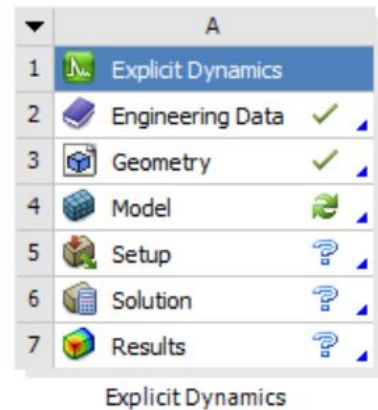 A
1 Explicit Dynamics
2 Engineering Data
3 Geometry
4 Model
5 Setup
6 Solution
7 Results
Explicit Dynamics